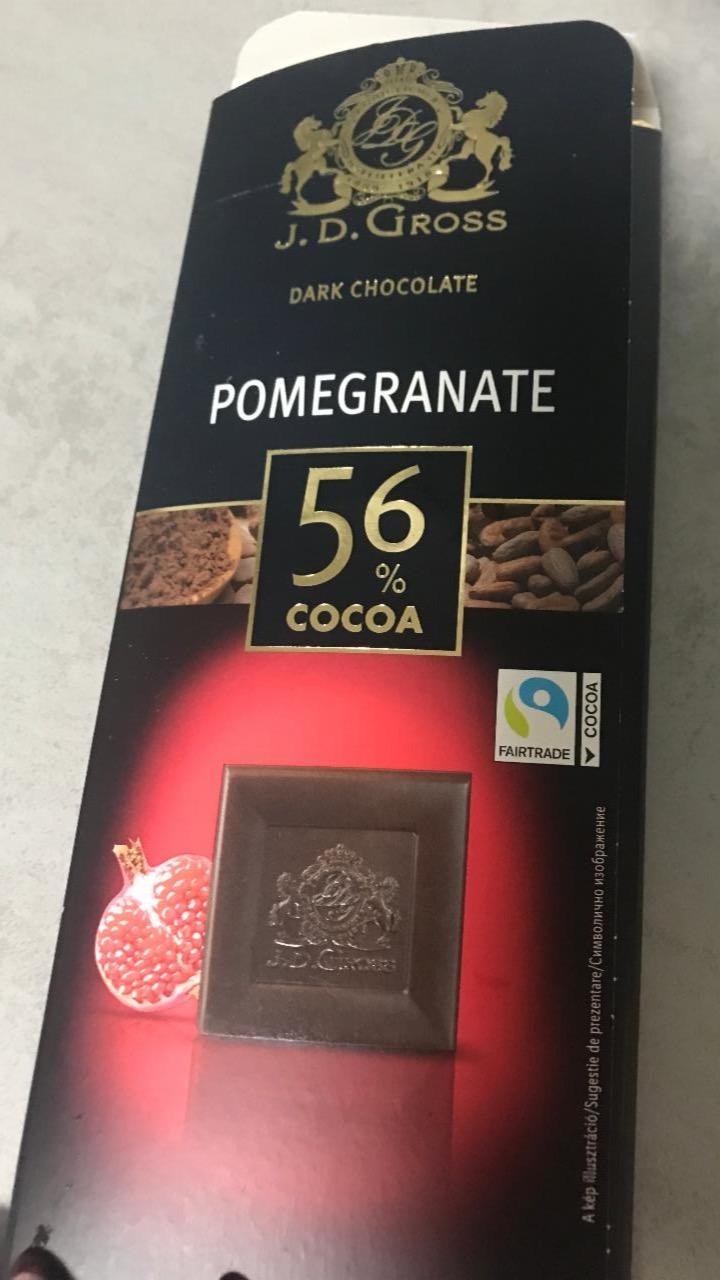 J. D. GROSS
DARK CHOCOLATE
POMEGRANATE
56
%
COCOA
FAIRTRADE
COCOA
J. D. GROSS
A kép illusztráció/Sugestie de prezentare/Символично изображение